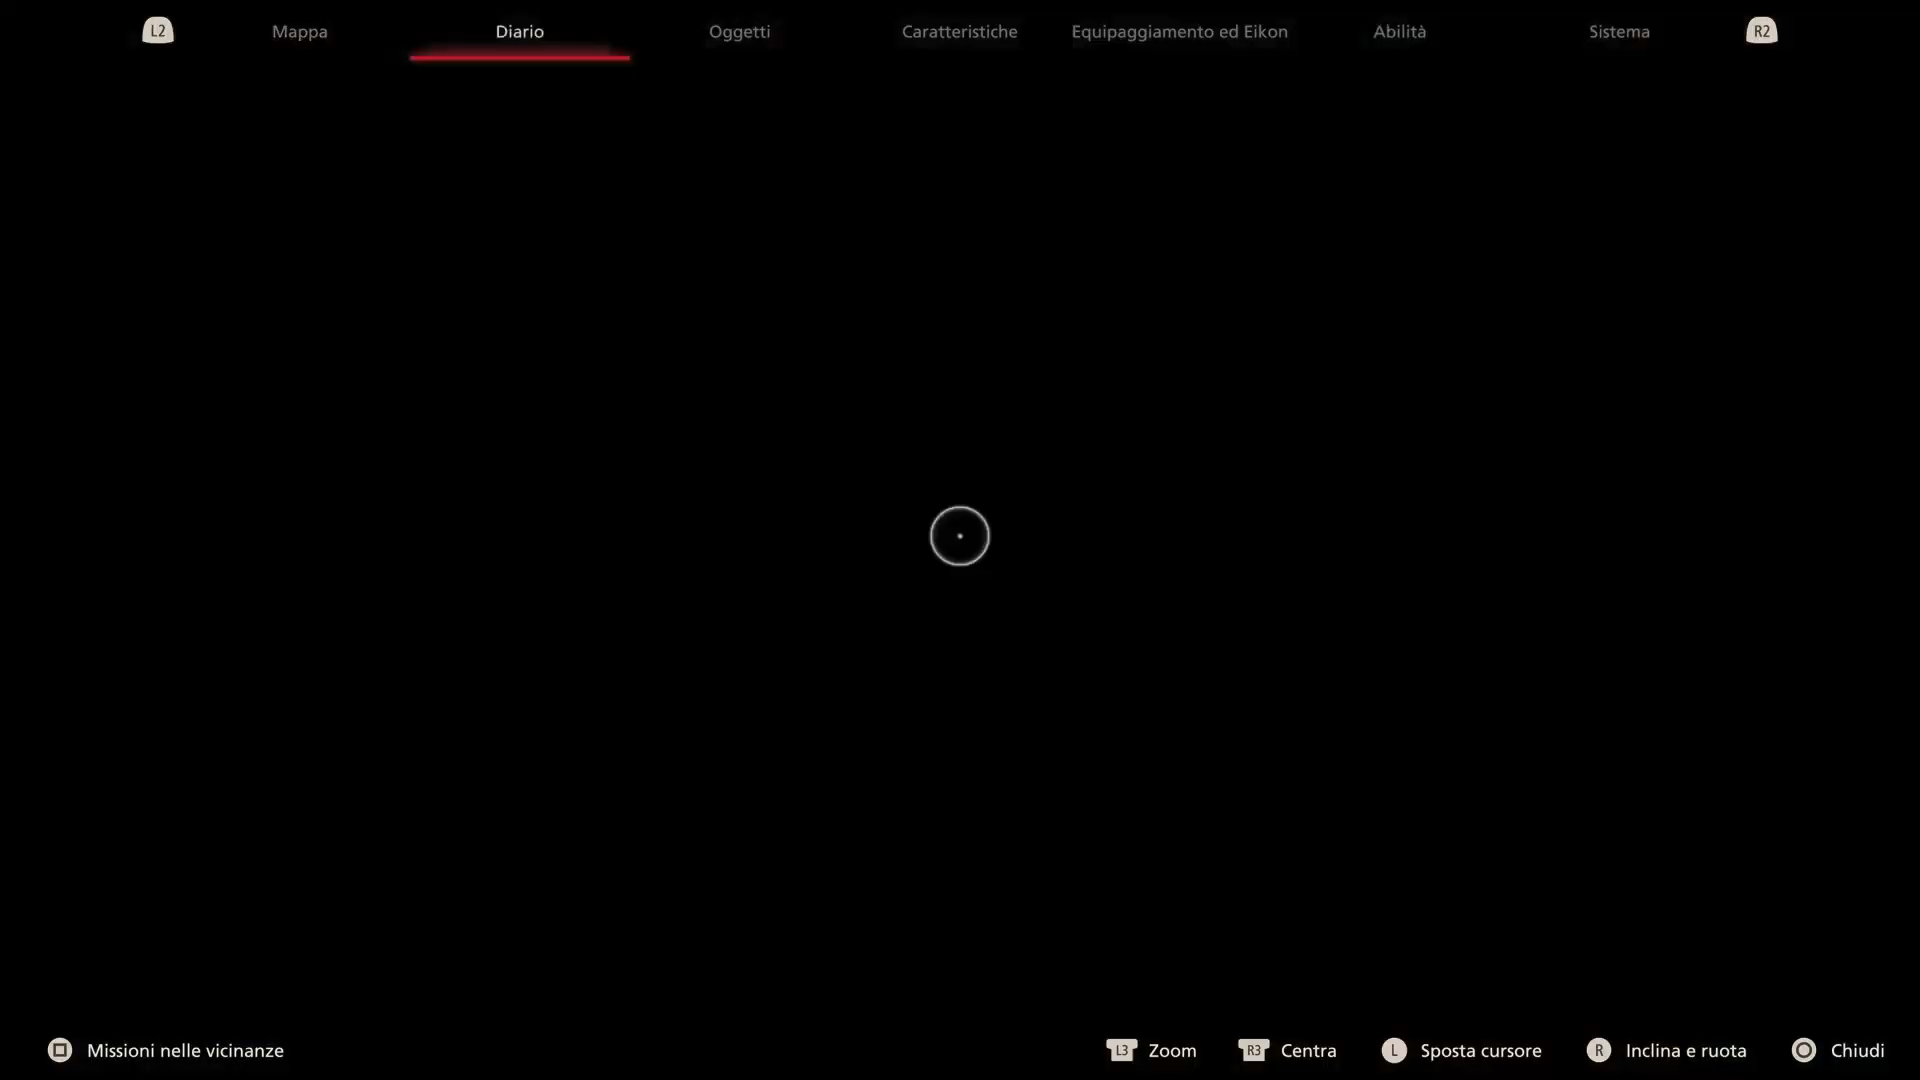 L2 Mappa Diario Oggetti Caratteristiche Equipaggiamento ed Eikon Abilità Sistema R2
Missioni nelle vicinanze L3 Zoom R3 Centra L Sposta cursore R Inclina e ruota Chiudi